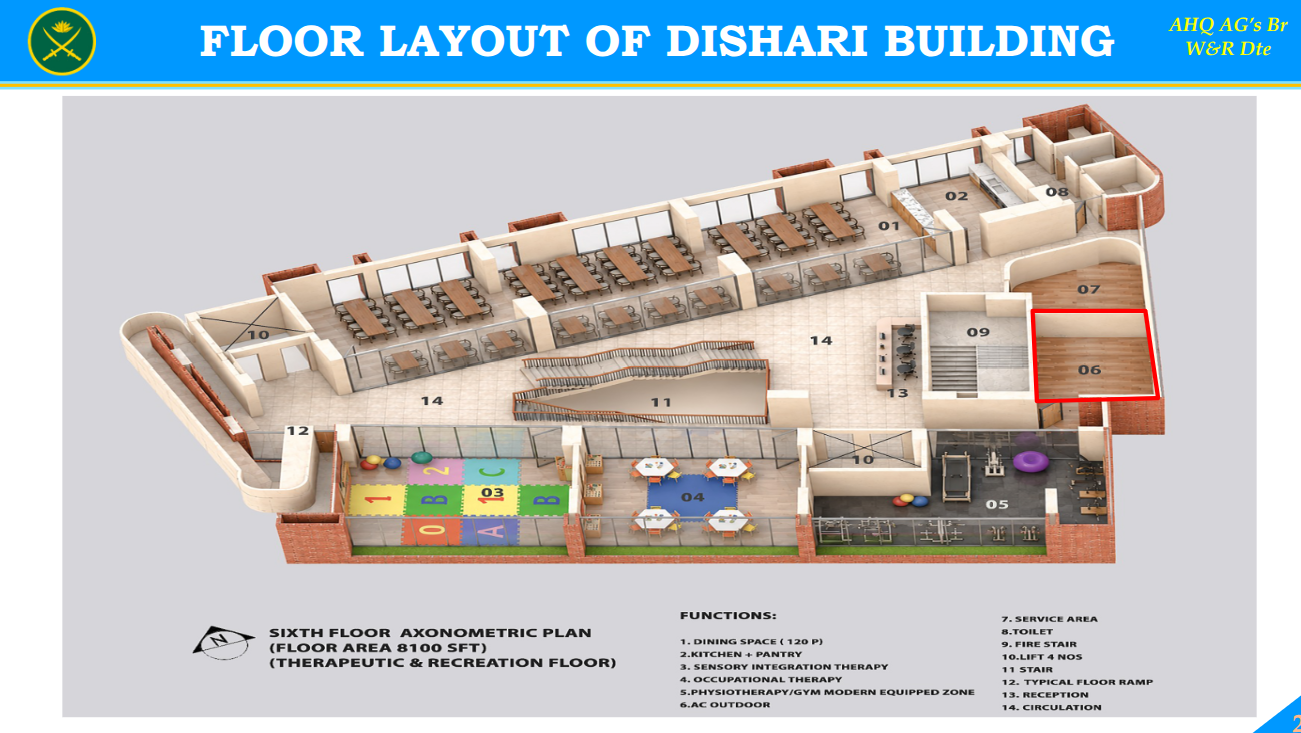 FLOOR LAYOUT OF DISHARI BUILDING
AHQ AG's Br
W&R Dte
02
08
01
07
10
09
14
06
13
14
11
12
10
2
C
03
1
B
1
B
04
05
O
A
N
SIXTH FLOOR AXONOMETRIC PLAN
(FLOOR AREA 8100 SFT)
(THERAPEUTIC & RECREATION FLOOR)
FUNCTIONS:
1. DINING SPACE ( 120 P)
2.KITCHEN + PANTRY
3. SENSORY INTEGRATION THERAPY
4. OCCUPATIONAL THERAPY
5.PHYSIOTHERAPY/GYM MODERN EQUIPPED ZONE
6.AC OUTDOOR
7. SERVICE AREA
8.TOILET
9. FIRE STAIR
10.LIFT 4 NOS
11 STAIR
12. TYPICAL FLOOR RAMP
13. RECEPTION
14. CIRCULATION
2